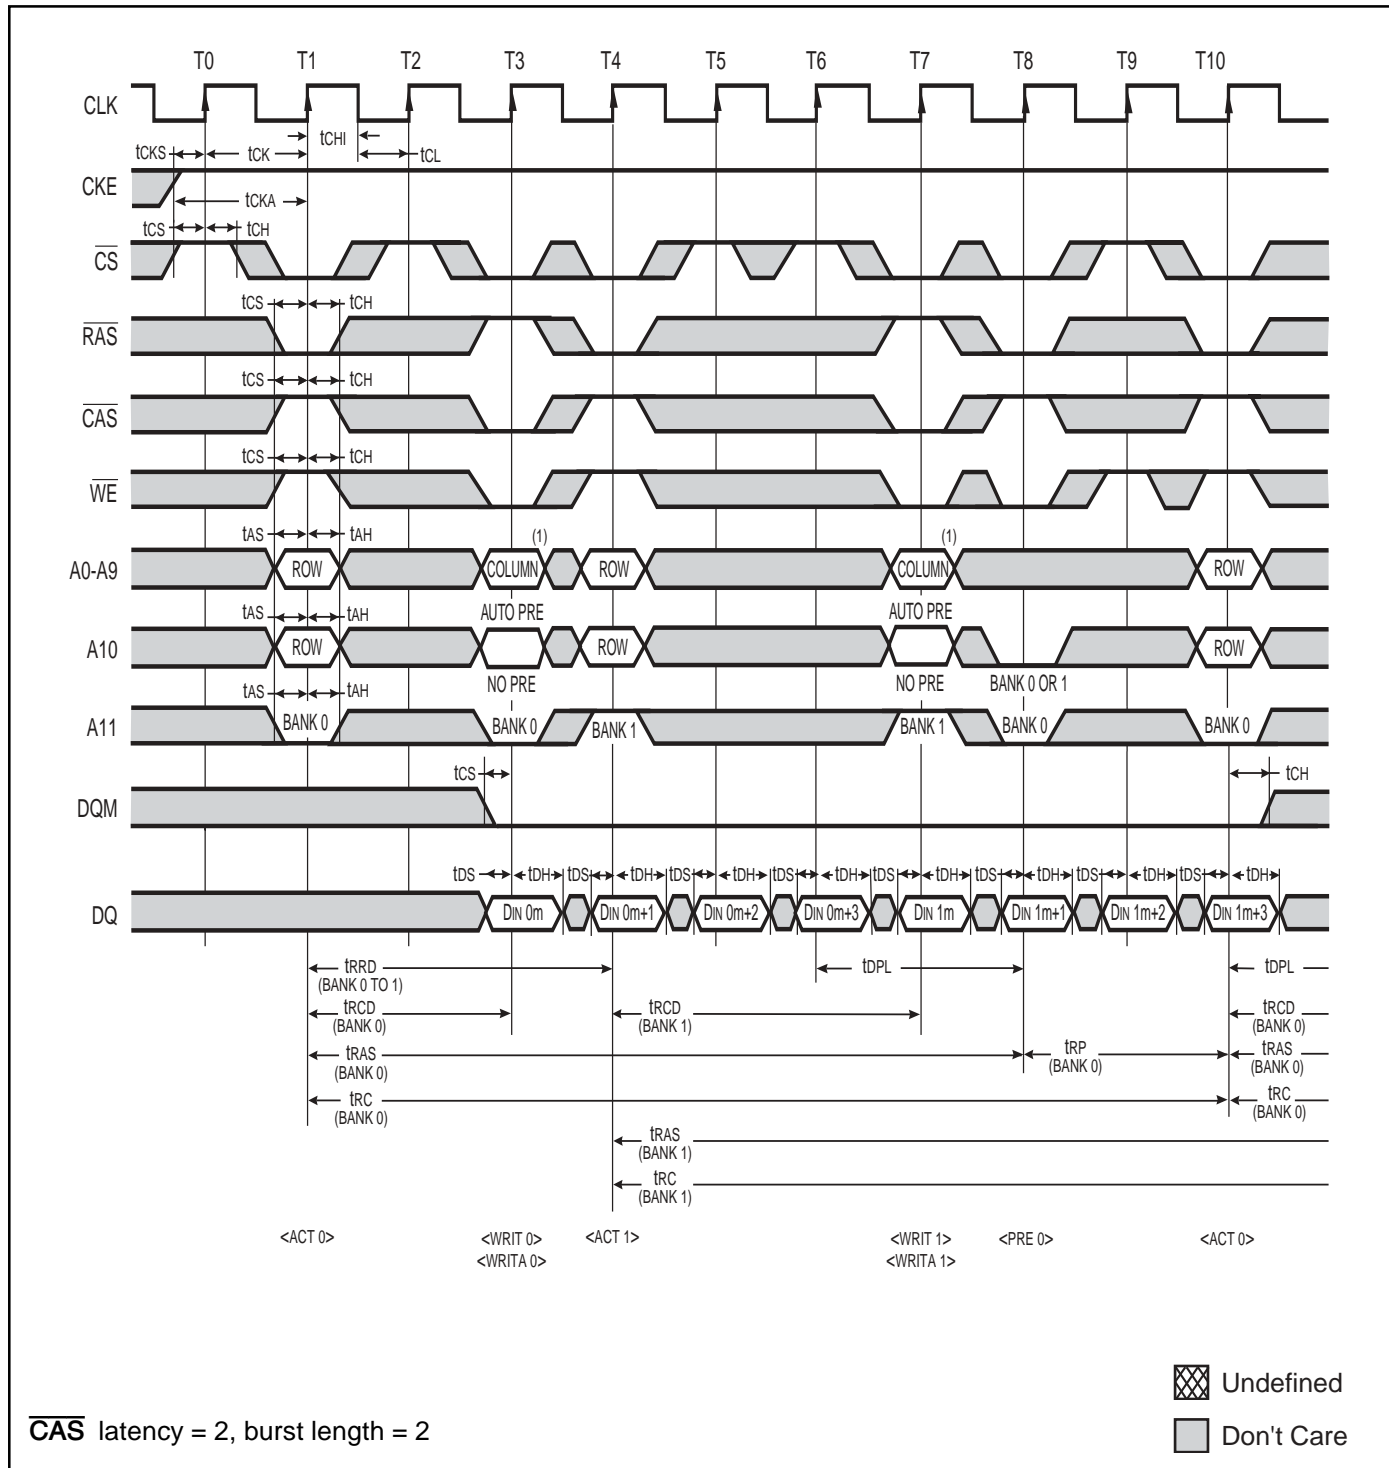 T0 T1 T2 T3 T4 T5 T6 T7 T8 T9 T10
CLK
tCHI
tCKS tCK tCL
CKE
tCKA
tCS tCH
CS
tCS tCH
RAS
tCS tCH
CAS
tCS tCH
WE
tAS tAH (1) (1)
A0-A9 ROW COLUMN ROW COLUMN ROW
tAS tAH AUTO PRE AUTO PRE
A10 ROW ROW ROW
tAS tAH NO PRE NO PRE BANK 0 OR 1
A11 BANK 0 BANK 0 BANK 1 BANK 1 BANK 0 BANK 0
tCS tCH
DQM
tDS tDH tDS tDH tDS tDH tDS tDH tDS tDH tDS tDH tDS tDH tDS tDH
DQ DIN 0m DIN 0m+1 DIN 0m+2 DIN 0m+3 DIN 1m DIN 1m+1 DIN 1m+2 DIN 1m+3
tRRD tDPL tDPL
(BANK 0 TO 1)
tRCD tRCD tRCD
(BANK 0) (BANK 1) (BANK 0)
tRAS tRP tRAS
(BANK 0) (BANK 0) (BANK 0)
tRC tRC
(BANK 0) (BANK 0)
tRAS
(BANK 1)
tRC
(BANK 1)
<ACT 0> <WRIT 0> <ACT 1> <WRIT 1> <PRE 0> <ACT 0>
<WRITA 0> <WRITA 1>
Undefined
CAS latency = 2, burst length = 2
Don't Care